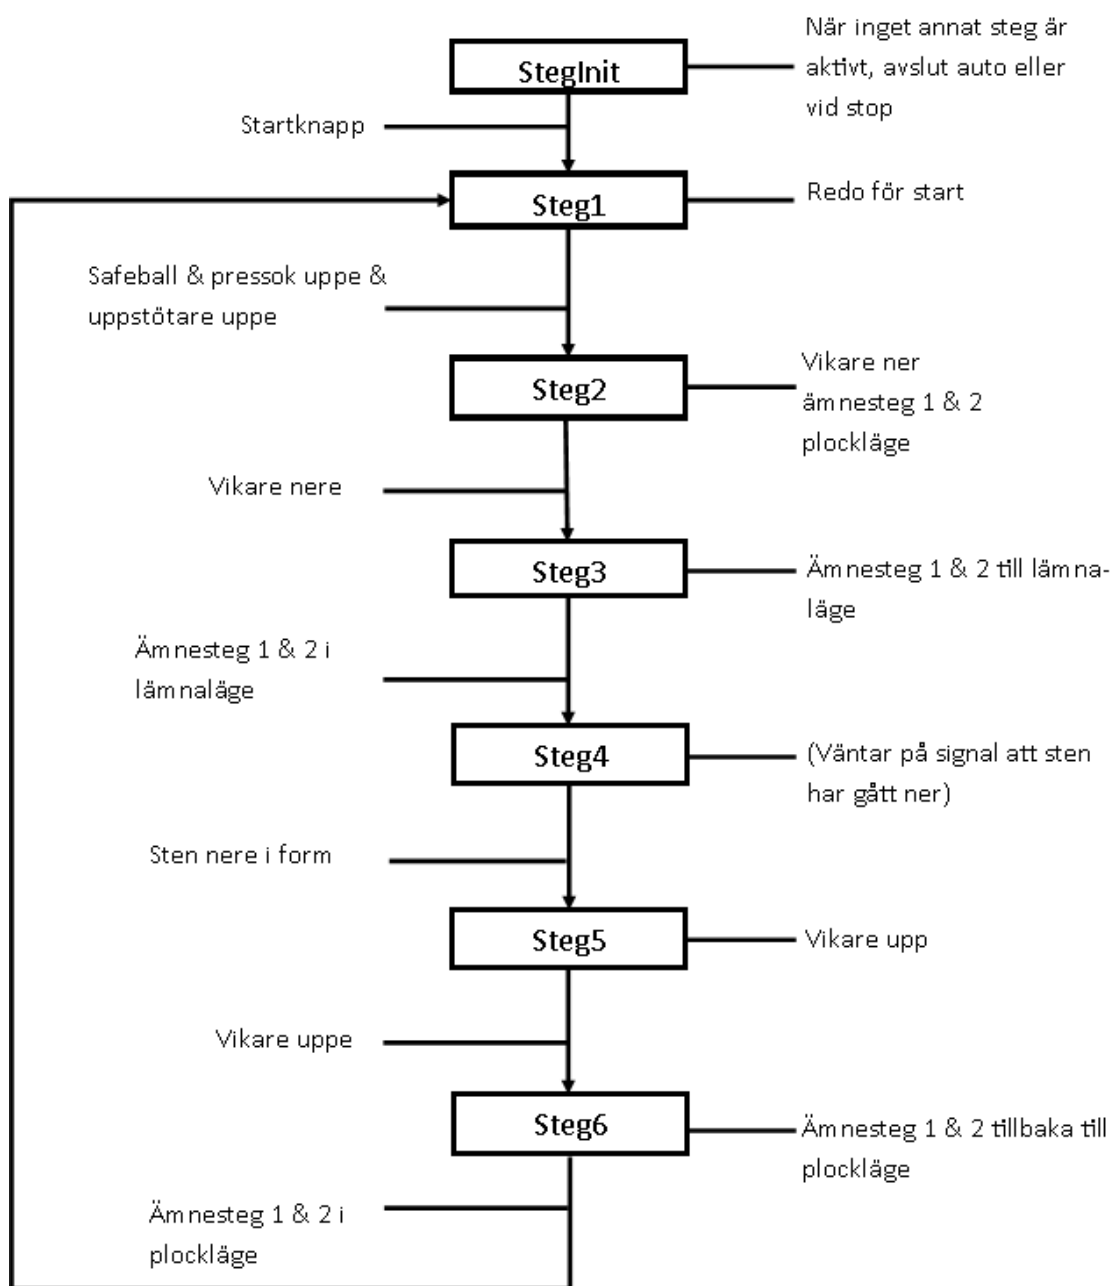 När inget annat steg är
aktivt, avslut auto eller
vid stop
StegInit
Startknapp
Steg1
Redo för start
Safeball & pressok uppe &
uppstötare uppe
Steg2
Vikare ner
ämnesteg 1 & 2
plockläge
Vikare nere
Steg3
Ämnesteg 1 & 2 till lämna-
läge
Ämnesteg 1 & 2 i
lämnaläge
Steg4
(Väntar på signal att sten
har gått ner)
Sten nere i form
Steg5
Vikare upp
Vikare uppe
Steg6
Ämnesteg 1 & 2 tillbaka till
plockläge
Ämnesteg 1 & 2 i
plockläge